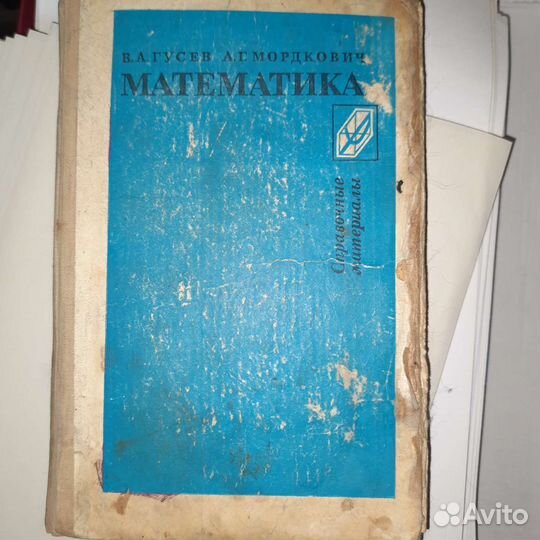 В.А.ГУСЕВ А.Г.МОРДКОВИЧ
МАТЕМАТИКА
Справочные
материалы
Avito